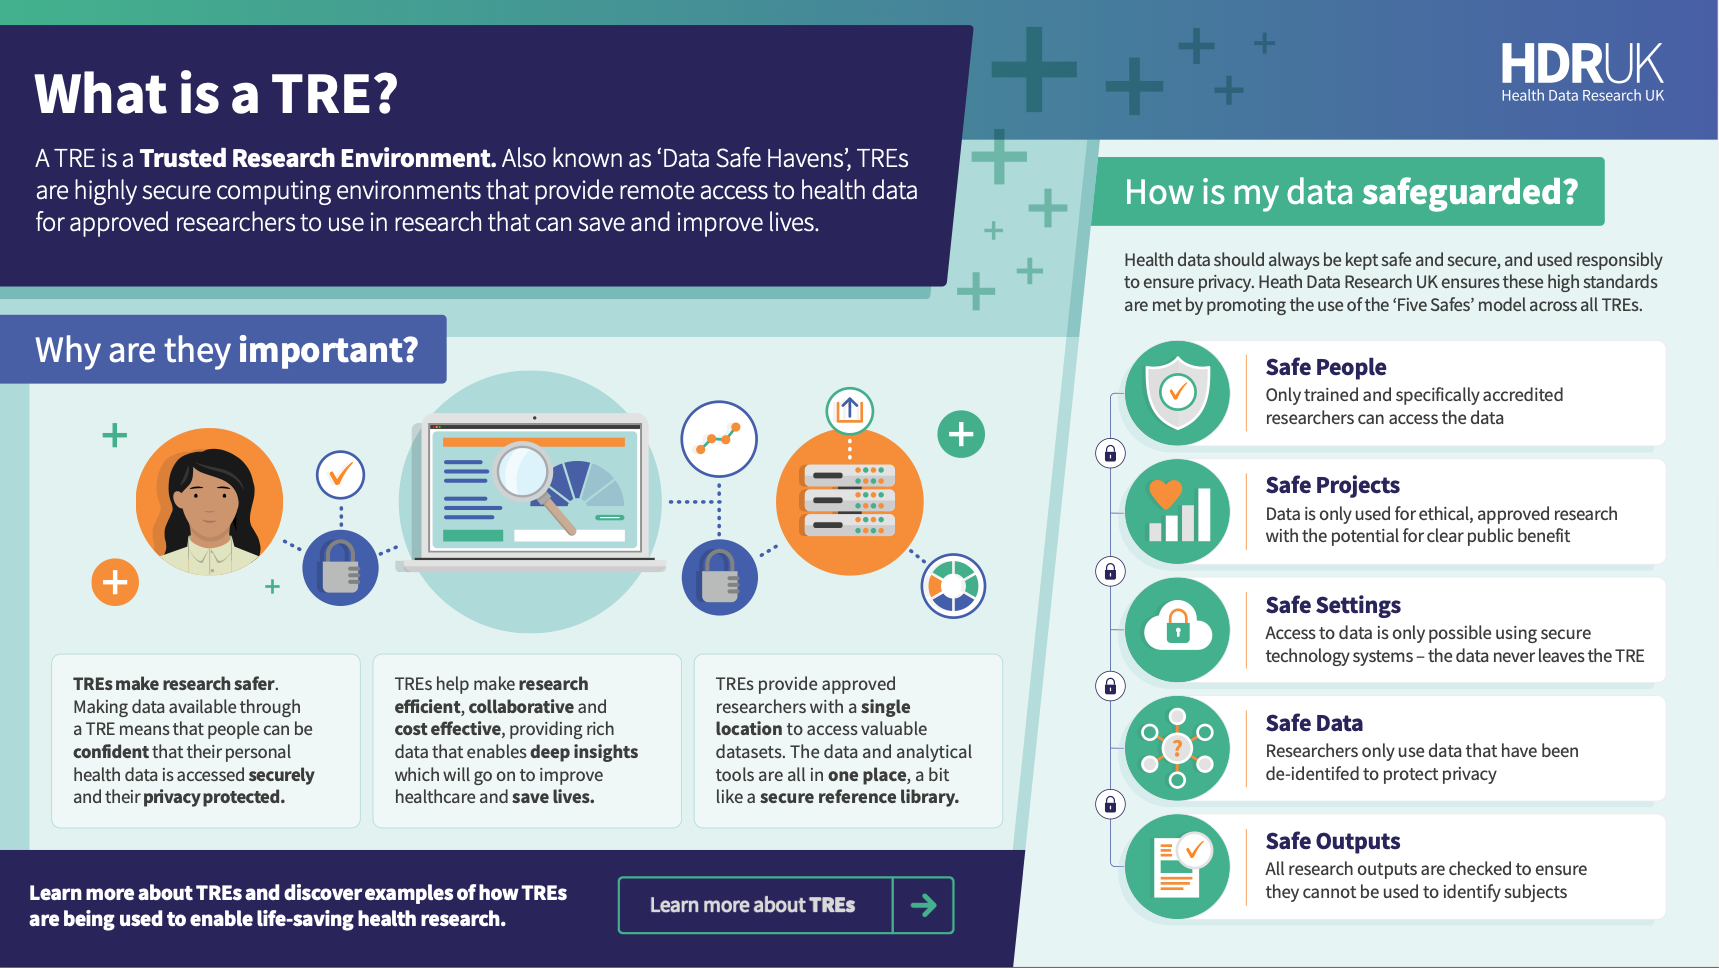 What is a TRE?
A TRE is a Trusted Research Environment. Also known as ‘Data Safe Havens’, TREs
are highly secure computing environments that provide remote access to health data
for approved researchers to use in research that can save and improve lives.
HDRUK
Health Data Research UK
Why are they important?
TREs make research safer.
Making data available through
a TRE means that people can be
confident that their personal
health data is accessed securely
and their privacy protected.
TREs help make research
efficient, collaborative and
cost effective, providing rich
data that enables deep insights
which will go on to improve
healthcare and save lives.
TREs provide approved
researchers with a single
location to access valuable
datasets. The data and analytical
tools are all in one place, a bit
like a secure reference library.
Learn more about TREs and discover examples of how TREs
are being used to enable life-saving health research.
Learn more about TREs
How is my data safeguarded?
Health data should always be kept safe and secure, and used responsibly
to ensure privacy. Heath Data Research UK ensures these high standards
are met by promoting the use of the ‘Five Safes’ model across all TREs.
Safe People
Only trained and specifically accredited
researchers can access the data
Safe Projects
Data is only used for ethical, approved research
with the potential for clear public benefit
Safe Settings
Access to data is only possible using secure
technology systems – the data never leaves the TRE
Safe Data
?
Researchers only use data that have been
de-identifed to protect privacy
Safe Outputs
All research outputs are checked to ensure
they cannot be used to identify subjects